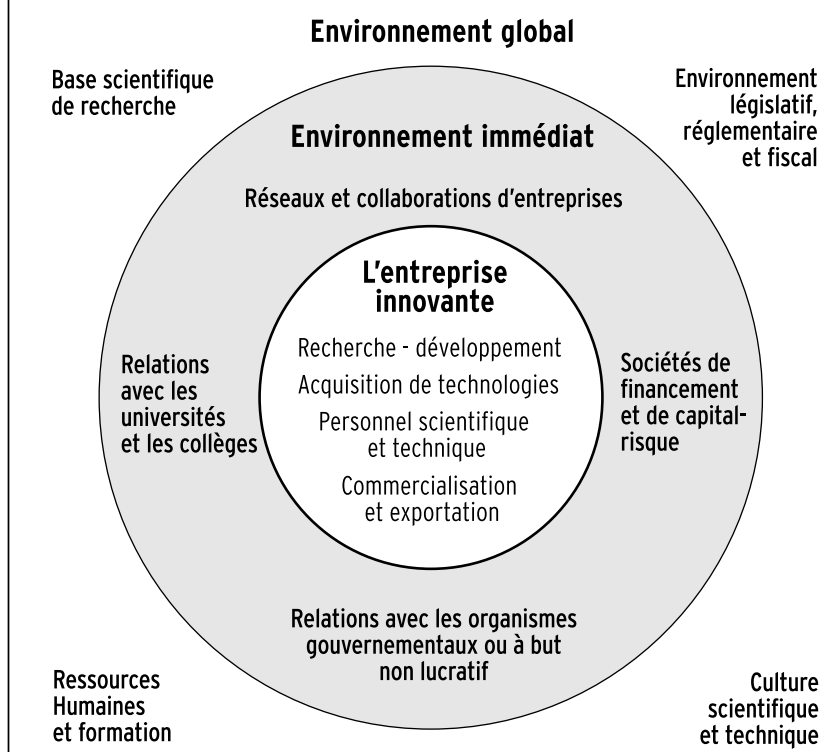 Environnement global
Base scientifique
de recherche
Environnement
législatif,
réglementaire
et fiscal
Environnement immédiat
Réseaux et collaborations d'entreprises
L'entreprise
innovante
Recherche - développement
Acquisition de technologies
Personnel scientifique
et technique
Commercialisation
et exportation
Relations
avec les
universités
et les collèges
Sociétés de
financement
et de capital-
risque
Relations avec les organismes
gouvernementaux ou à but
non lucratif
Ressources
Humaines
et formation
Culture
scientifique
et technique